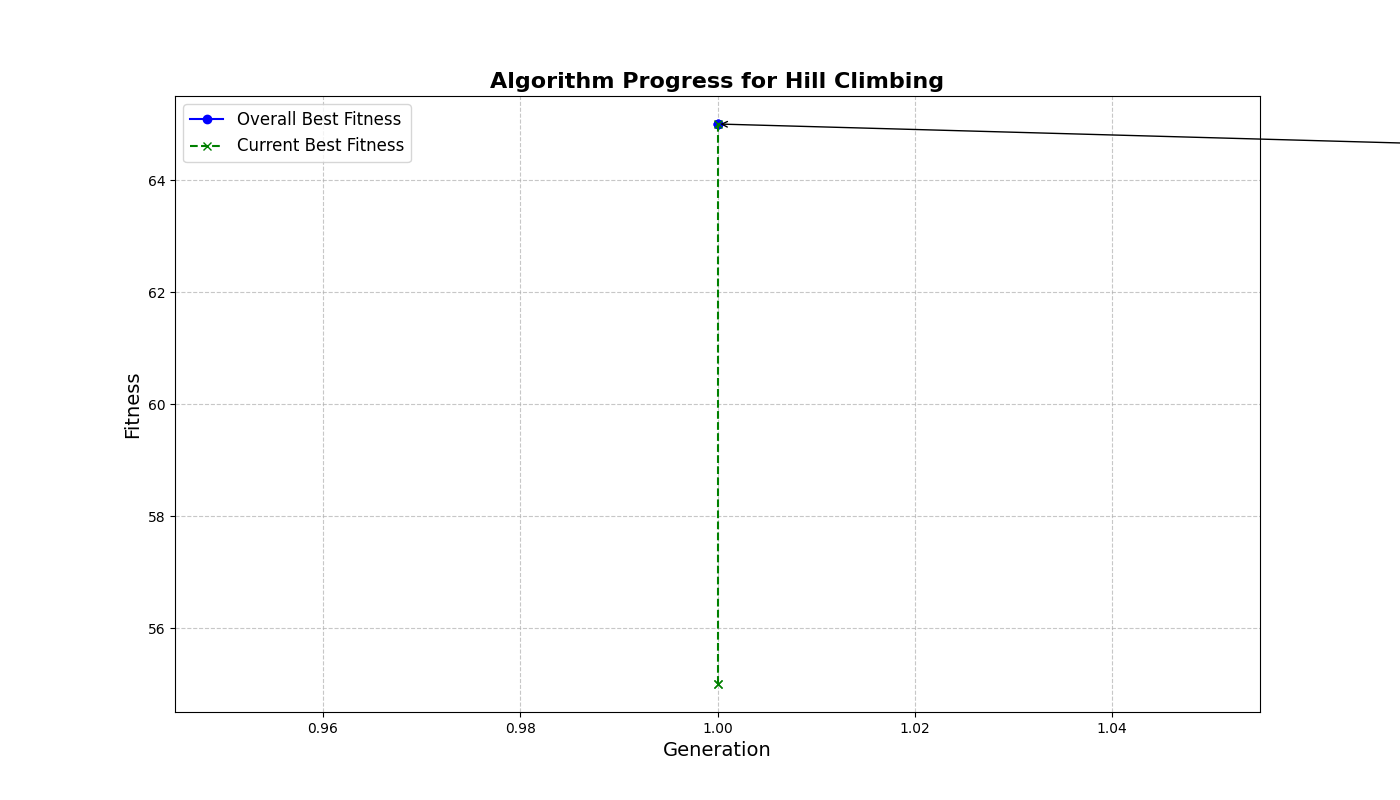 Algorithm Progress for Hill Climbing
Overall Best Fitness
Current Best Fitness
Fitness
64
62
60
58
56
0.96 0.98 1.00 1.02 1.04
Generation